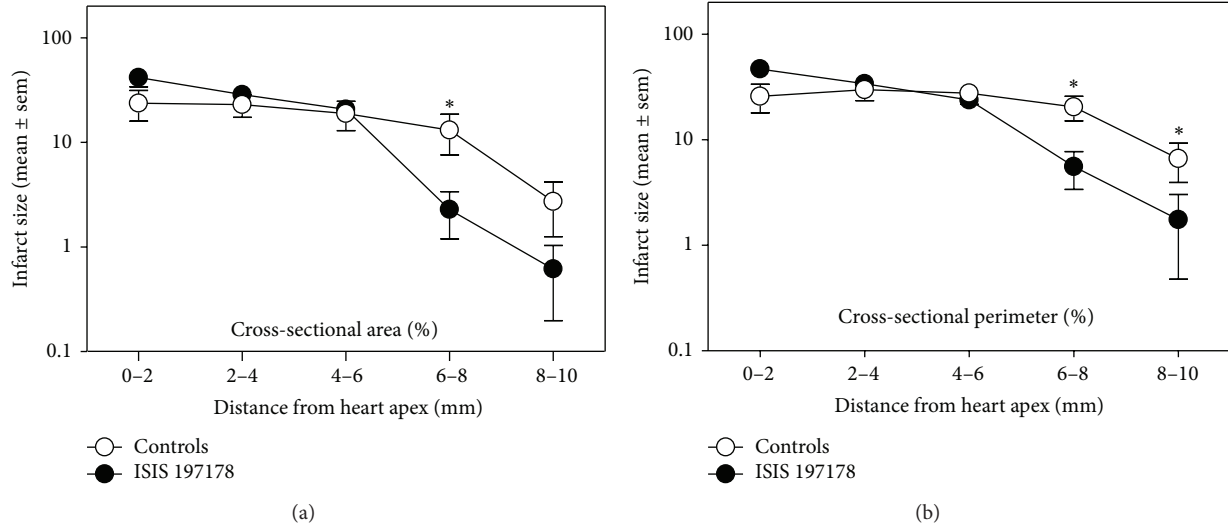 Infarct size (mean ± sem)
100
10
1
0.1
*
Cross-sectional area (%)
0–2
2–4
4–6
6–8
8–10
Distance from heart apex (mm)
Controls
ISIS 197178
(a)
Infarct size (mean ± sem)
100
10
1
0.1
*
*
Cross-sectional perimeter (%)
0–2
2–4
4–6
6–8
8–10
Distance from heart apex (mm)
Controls
ISIS 197178
(b)